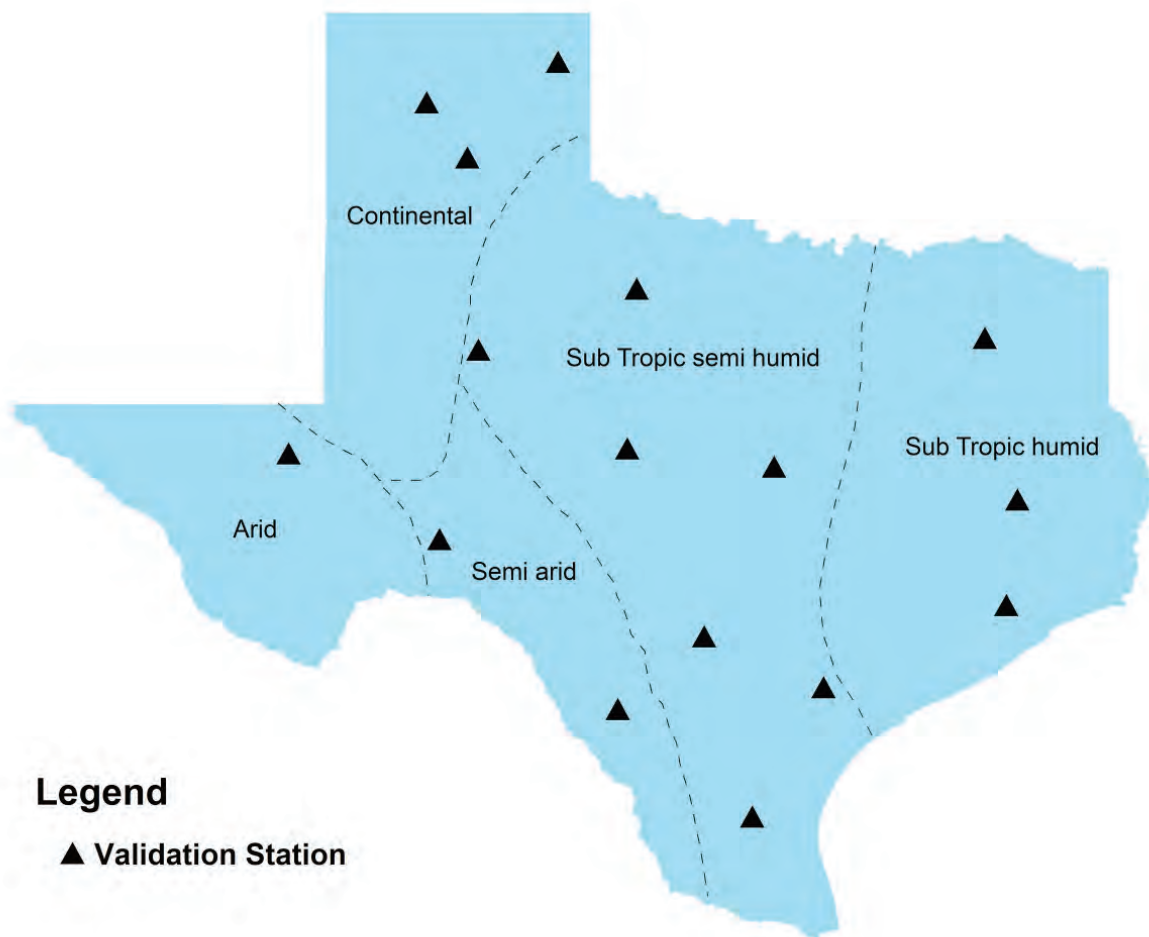 Continental
Sub Tropic semi humid
Sub Tropic humid
Arid
Semi arid
Legend
Validation Station